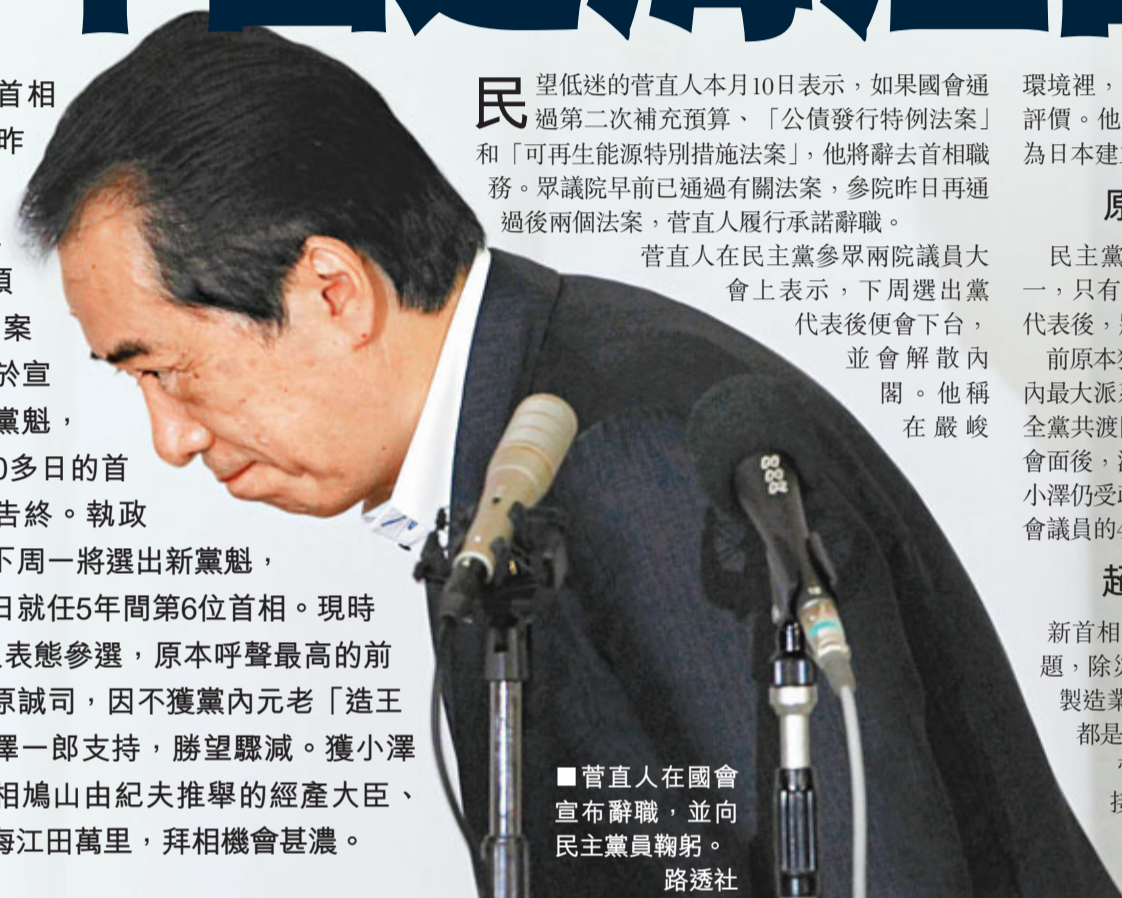 首相
昨
項
案
於宣
黨魁，
0多日的首
告終。執政
下周一將選出新黨魁，
日就任5年間第6位首相。現時
表態參選，原本呼聲最高的前
原誠司，因不獲黨內元老「造王
澤一郎支持，勝望驟減。獲小澤
相鳩山由紀夫推舉的經產大臣、
海江田萬里，拜相機會甚濃。
民望低迷的菅直人本月10日表示，如果國會通
過第二次補充預算、「公債發行特例法案」
和「可再生能源特別措施法案」，他將辭去首相職
務。眾議院早前已通過有關法案，參院昨日再通
過後兩個法案，菅直人履行承諾辭職。
菅直人在民主黨參眾兩院議員大
會上表示，下周選出黨
代表後便會下台，
並會解散內
閣。他稱
在嚴峻
環境裡，
評價。他
為日本建
原
民主黨
一，只有
代表後，
前原本
內最大派
全黨共渡
會面後，
小澤仍受
會議員的4
起
新首相
題，除
製造業
都是
■菅直人在國會
宣布辭職，並向
民主黨員鞠躬。
路透社